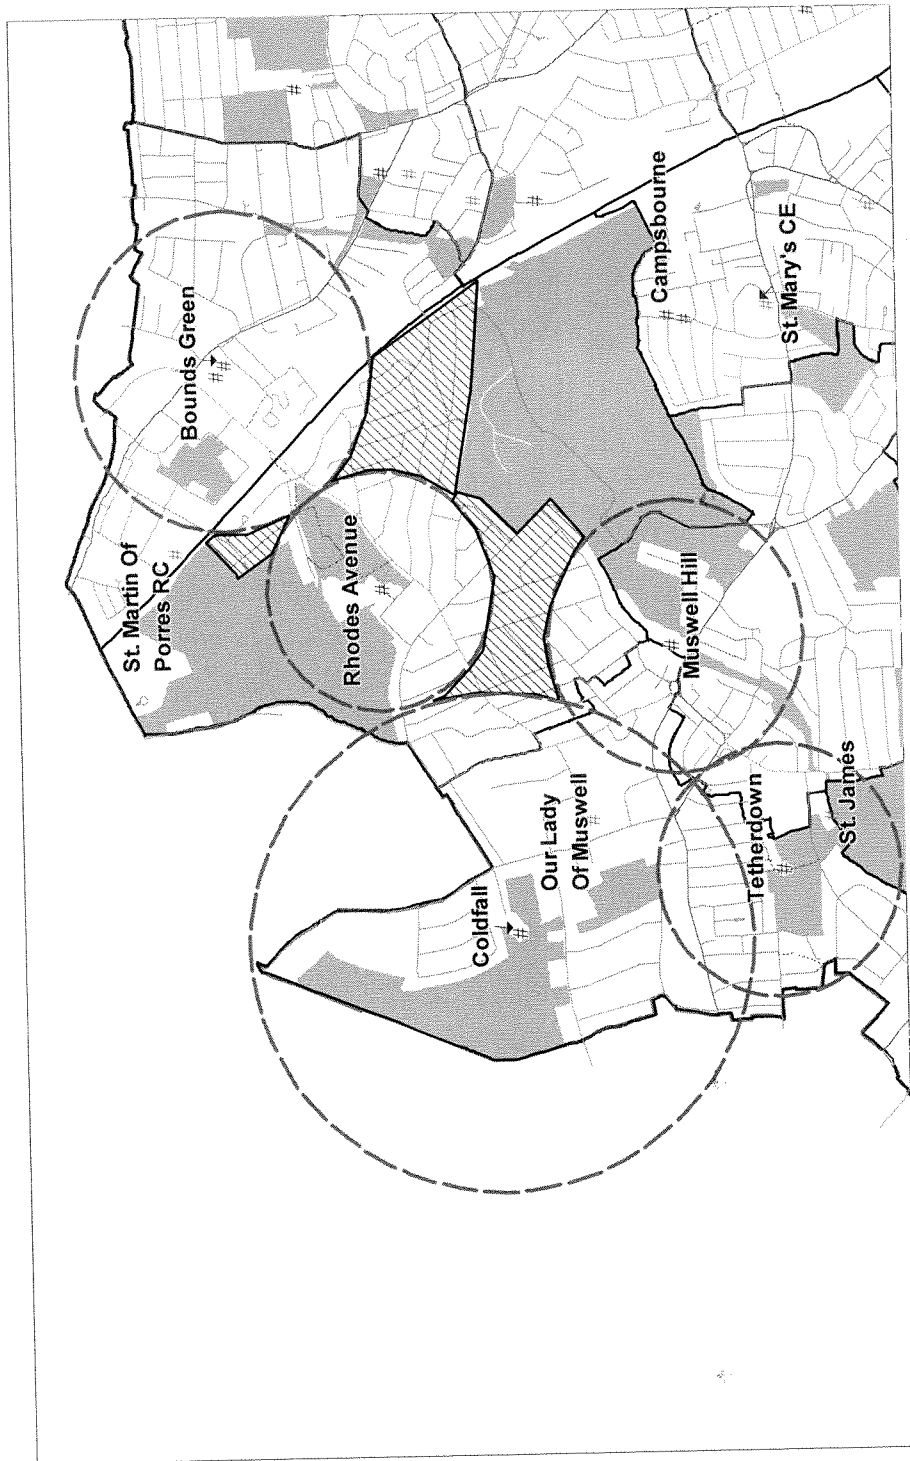 Bounds Green
St. Martin Of
Porres RC
Rhodes Avenue
Campsbourne
St. Mary's CE
Muswell Hill
Our Lady
Of Muswell
Coldfall
Tetherdown
St. James